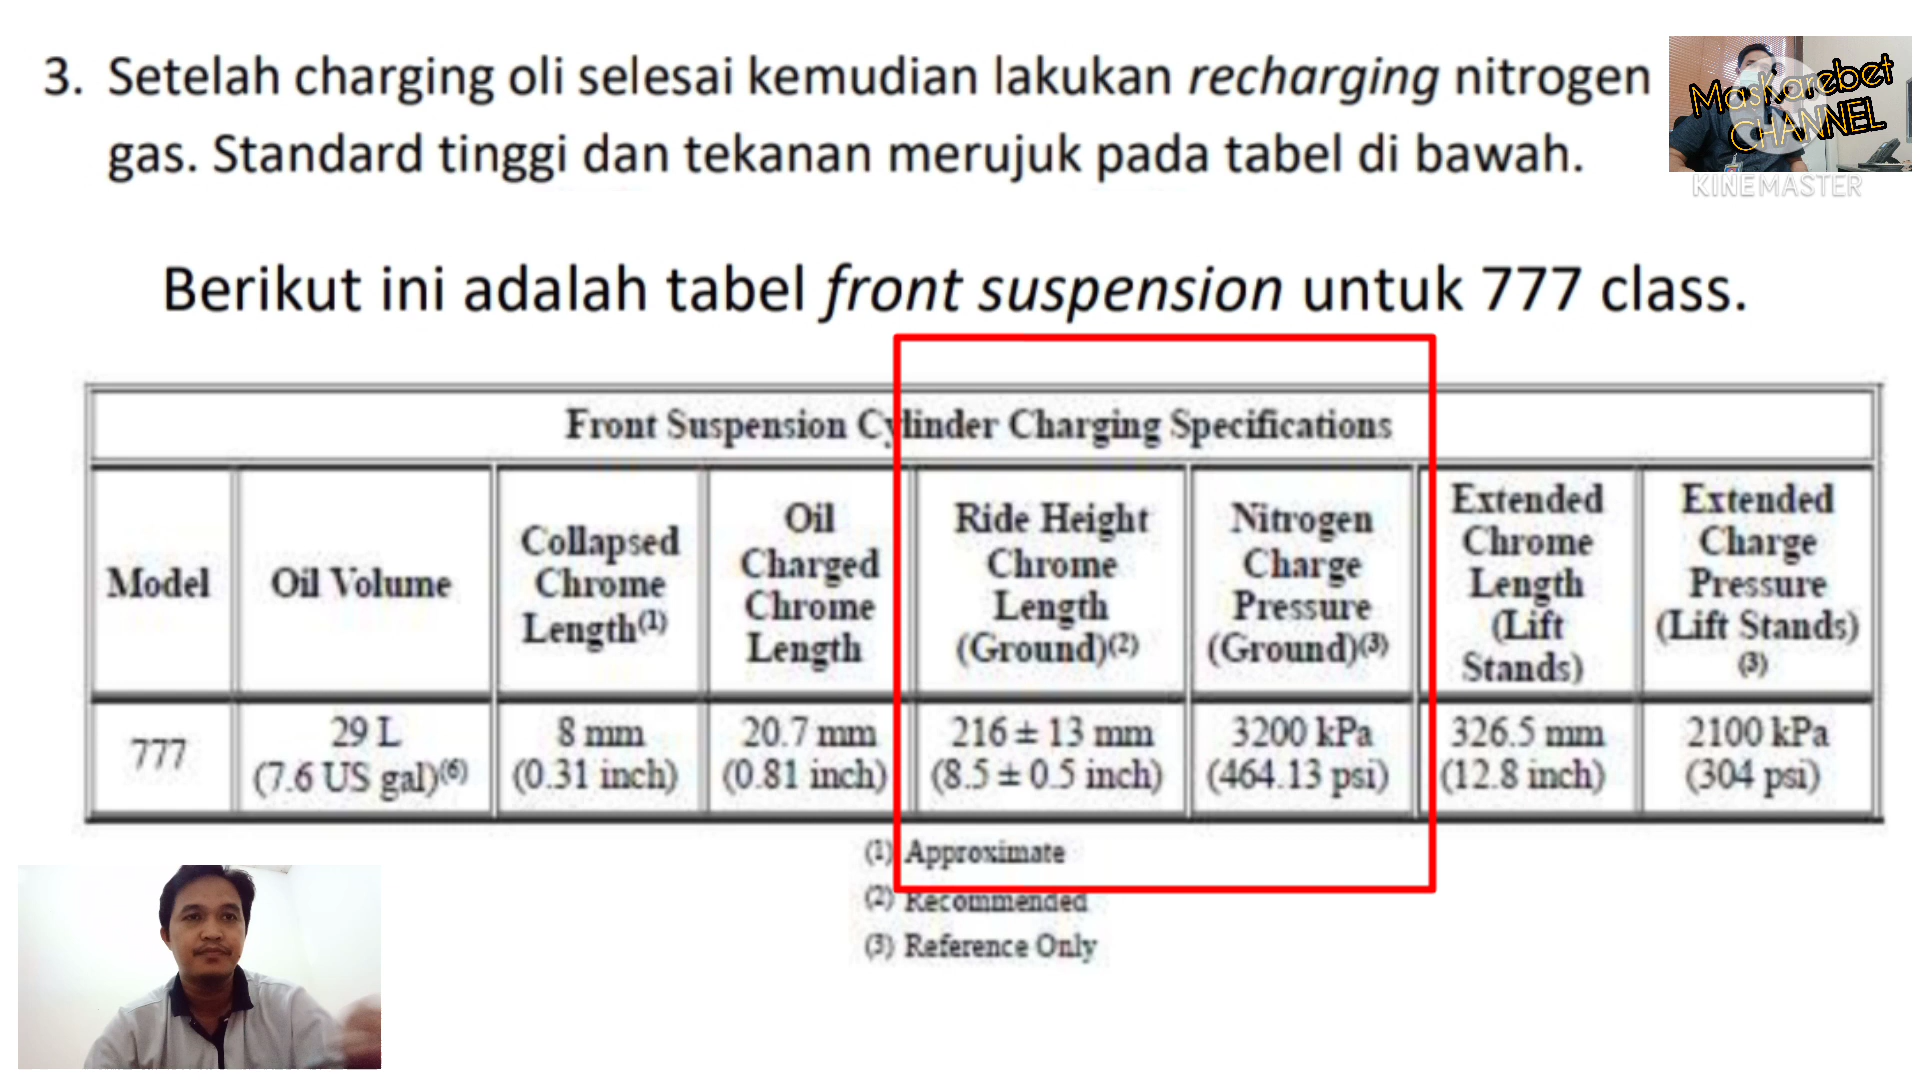 3. Setelah charging oli selesai kemudian lakukan recharging nitrogen
gas. Standard tinggi dan tekanan merujuk pada tabel di bawah.
MasKarebet
CHANNEL
KINEMASTER
Berikut ini adalah tabel front suspension untuk 777 class.
Front Suspension Cylinder Charging Specifications
Model
Oil Volume
Collapsed
Chrome
Length(1)
Oil
Charged
Chrome
Length
Ride Height
Chrome
Length
(Ground)(2)
Nitrogen
Charge
Pressure
(Ground)(3)
Extended
Chrome
Length
(Lift
Stands)
Extended
Charge
Pressure
(Lift Stands)
(3)
777
29 L
(7.6 US gal)(6)
8 mm
(0.31 inch)
20.7 mm
(0.81 inch)
216 ± 13 mm
(8.5 ± 0.5 inch)
3200 kPa
(464.13 psi)
326.5 mm
(12.8 inch)
2100 kPa
(304 psi)
(1) Approximate
(2) Recommended
(3) Reference Only